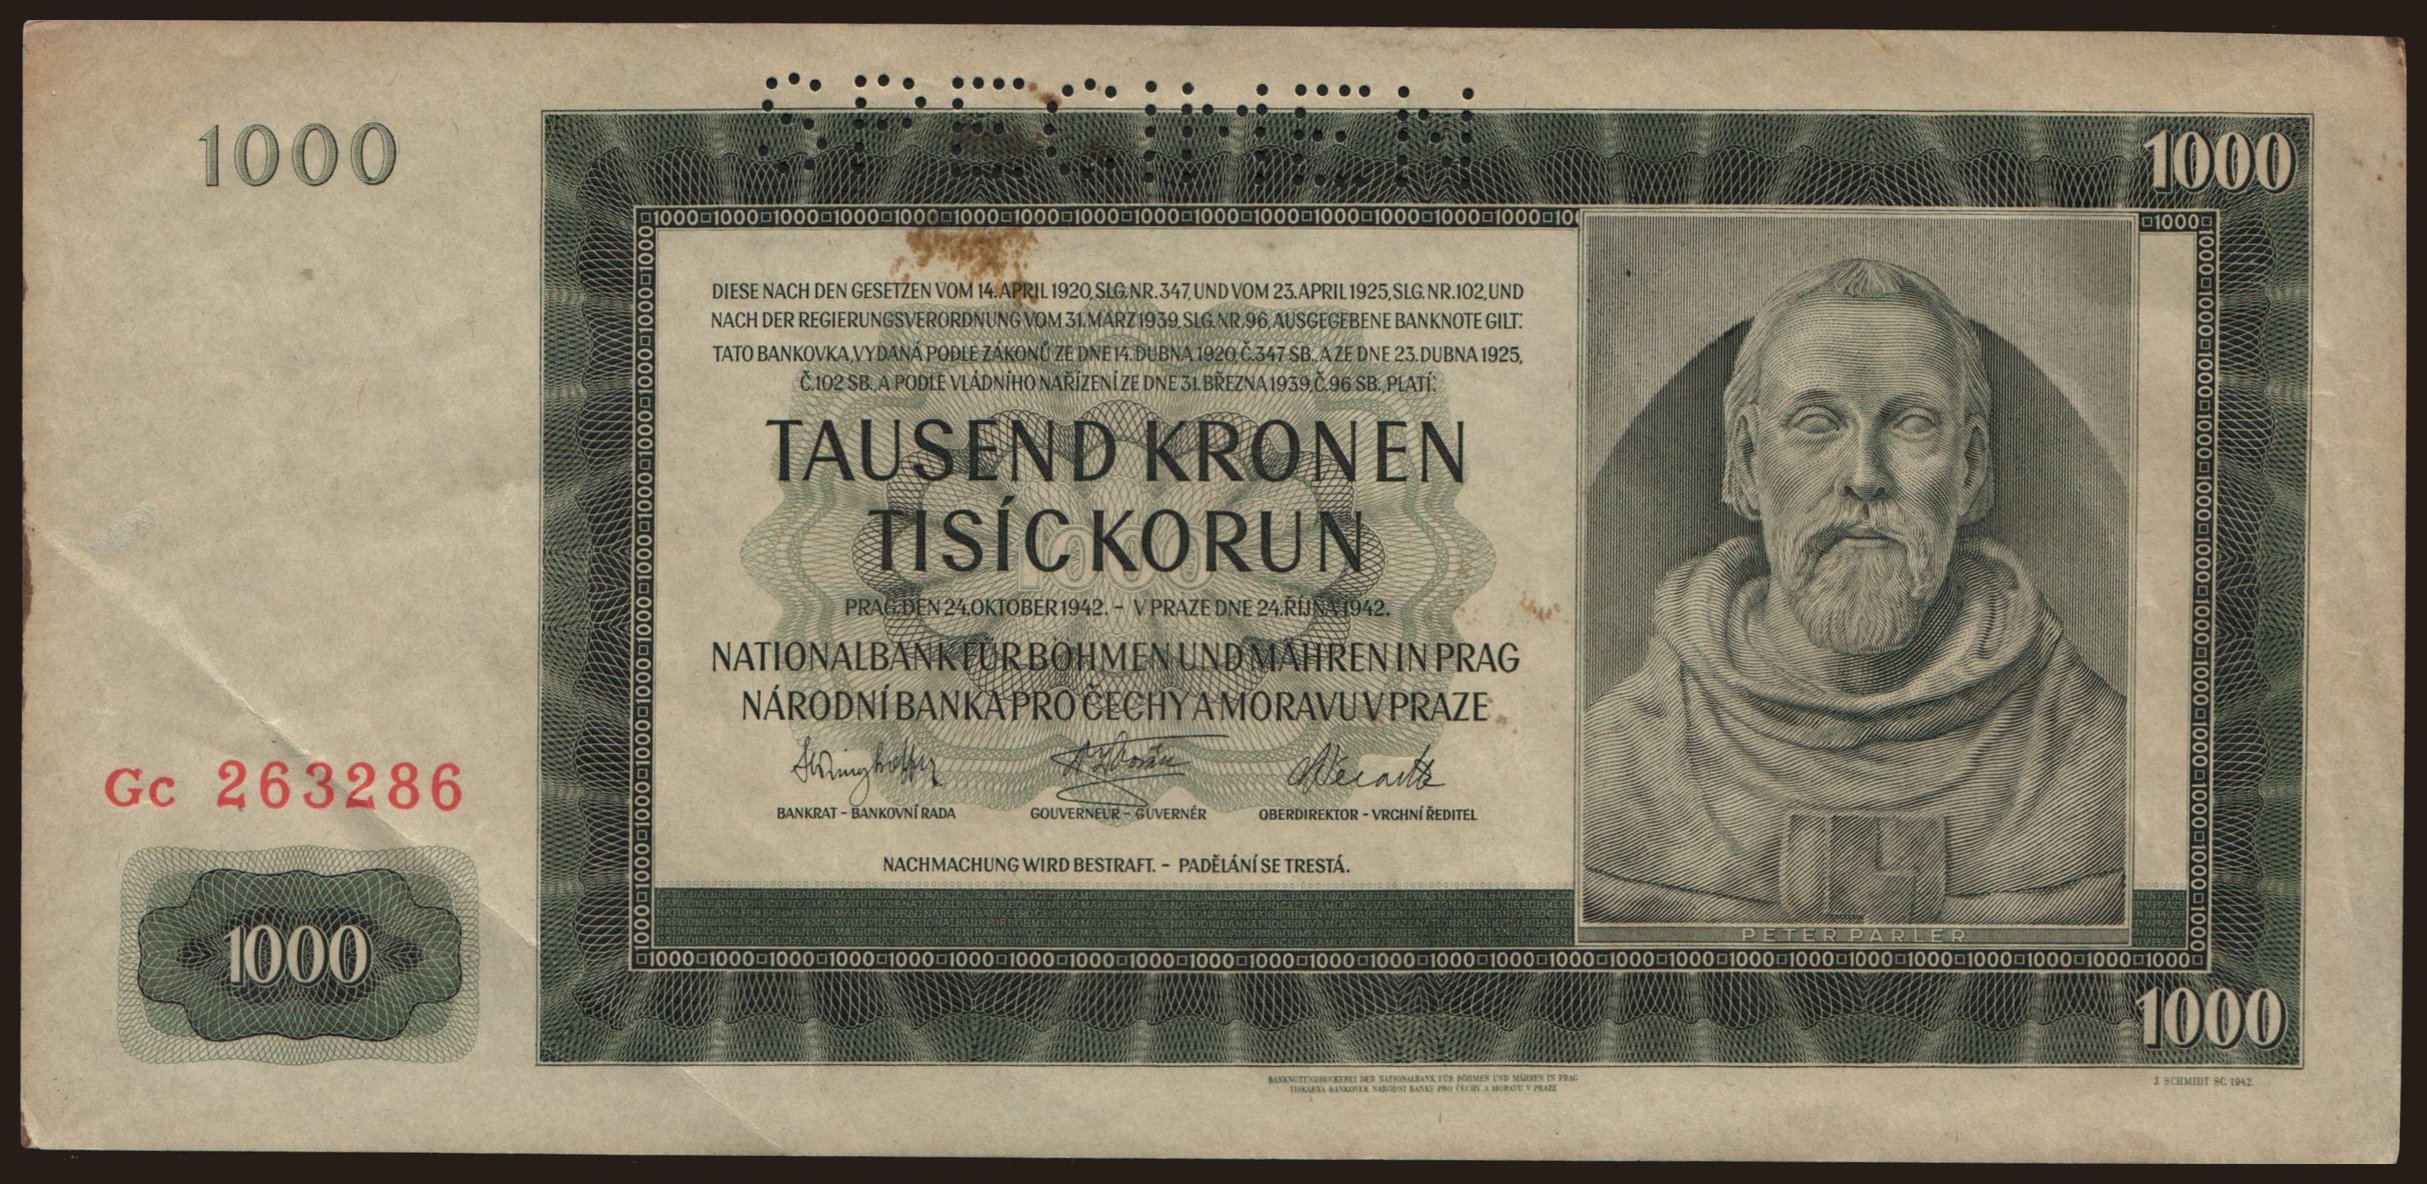 SPECIMEN
1000
1000
DIESE NACH DEN GESETZEN VOM 14. APRIL 1920, SLG. NR. 347, UND VOM 23. APRIL 1925, SLG. NR. 102, UND
NACH DER REGIERUNGSVERORDNUNG VOM 31. MÄRZ 1939, SLG. NR. 96, AUSGEGEBENE BANKNOTE GILT:
TATO BANKOVKA, VYDANÁ PODLE ZÁKONŮ ZE DNE 14. DUBNA 1920, Č. 347 SB., A ZE DNE 23. DUBNA 1925,
Č. 102 SB., A PODLE VLÁDNÍHO NAŘÍZENÍ ZE DNE 31. BŘEZNA 1939, Č. 96 SB., PLATÍ:
TAUSEND KRONEN
TISÍC KORUN
1000
PRAG, DEN 24. OKTOBER 1942. – V PRAZE DNE 24. ŘÍJNA 1942.
NATIONALBANK FÜR BÖHMEN UND MÄHREN IN PRAG
NÁRODNÍ BANKA PRO ČECHY A MORAVU V PRAZE
Gc 263286
BANKRAT – BANKOVNÍ RADA
GOUVERNEUR – GUVERNÉR
OBERDIREKTOR – VRCHNÍ ŘEDITEL
NACHMACHUNG WIRD BESTRAFT. – PADĚLÁNÍ SE TRESTÁ.
PETER PARLER
1000
1000
BANKNOTENDRUCKEREI DER NATIONALBANK FÜR BÖHMEN UND MÄHREN IN PRAG
TISKÁRNA BANKOVEK NÁRODNÍ BANKY PRO ČECHY A MORAVU V PRAZE
J. SCHMIDT SC. 1942